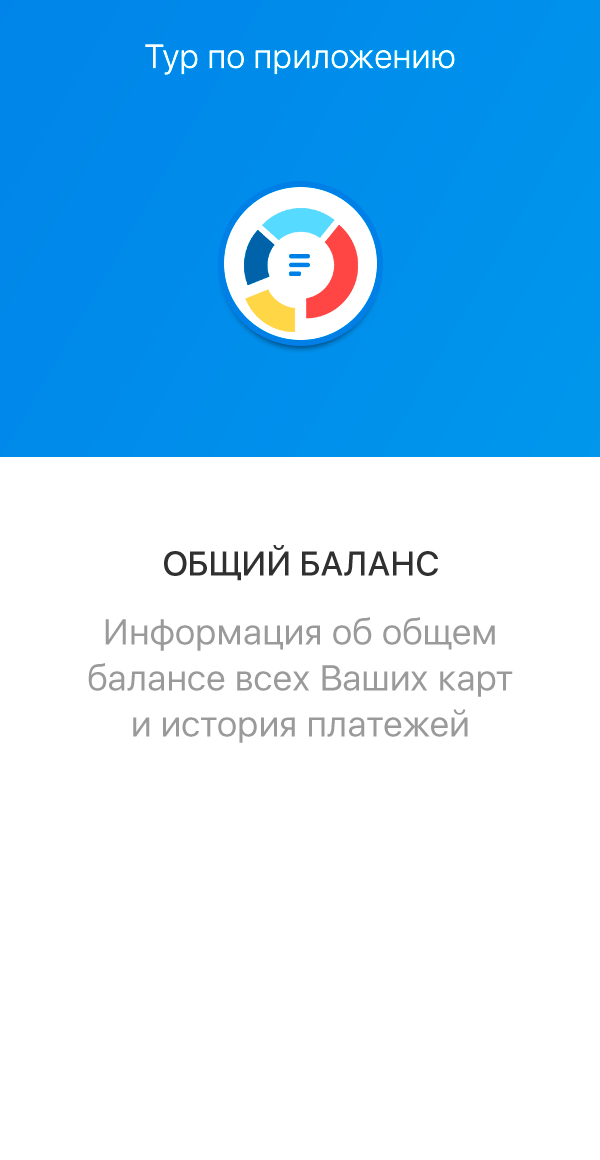 Тур по приложению
ОБЩИЙ БАЛАНС
Информация об общем
балансе всех Ваших карт
и история платежей